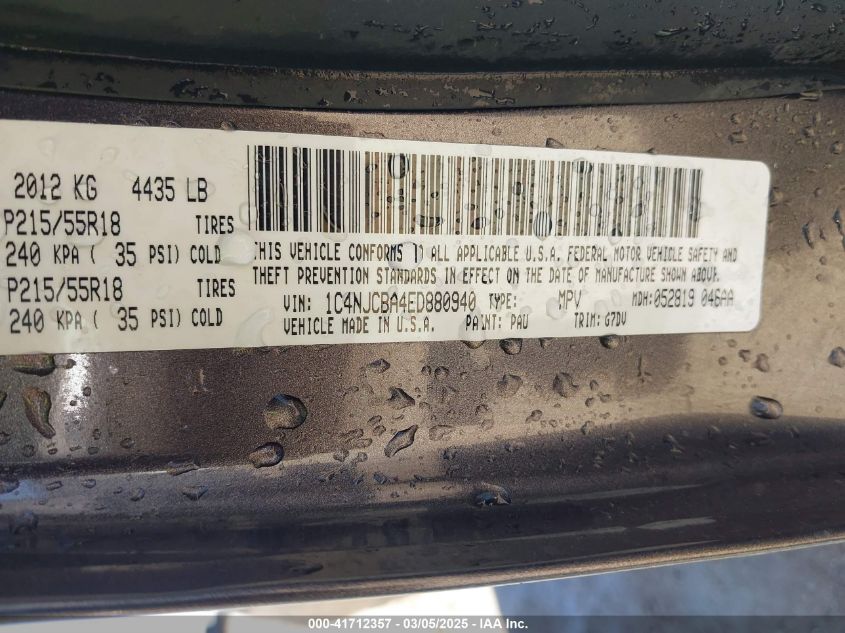 2012 KG 4435 LB
P215/55R18 TIRES
240 KPA ( 35 PSI) COLD
P215/55R18 TIRES
240 KPA ( 35 PSI) COLD
THIS VEHICLE CONFORMS TO ALL APPLICABLE U.S.A. FEDERAL MOTOR VEHICLE SAFETY AND
THEFT PREVENTION STANDARDS IN EFFECT ON THE DATE OF MANUFACTURE SHOWN ABOVE.
VIN: 1C4NJCBA4ED880940 TYPE: MPV MDH:052819 046AA
VEHICLE MADE IN U.S.A. PAINT: PAU TRIM: G7DV
000-41712357 - 03/05/2025 - IAA Inc.